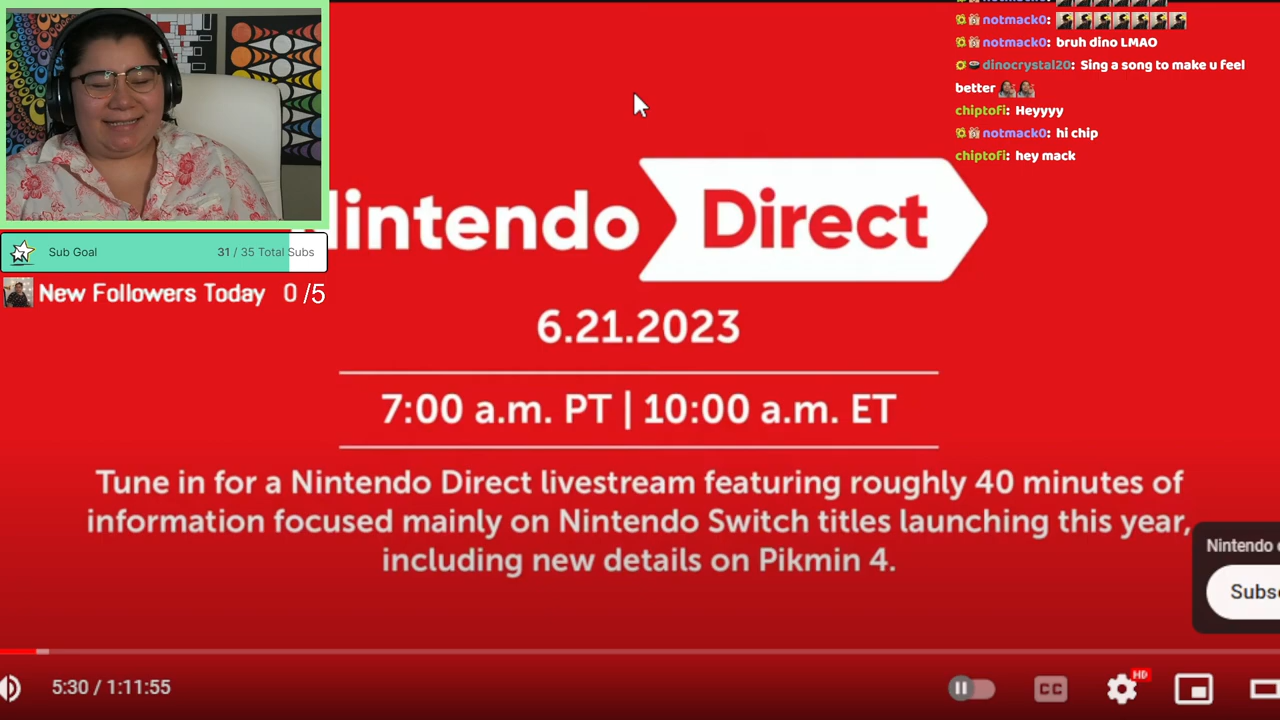 notmack0:
notmack0: bruh dino LMAO
dinocrystal20: Sing a song to make u feel
better
chiptofi: Heyyyy
notmack0: hi chip
chiptofi: hey mack
intendo Direct
Sub Goal 31 / 35 Total Subs
New Followers Today 0 /5
6.21.2023
7:00 a.m. PT | 10:00 a.m. ET
Tune in for a Nintendo Direct livestream featuring roughly 40 minutes of
information focused mainly on Nintendo Switch titles launching this year,
including new details on Pikmin 4.
Nintendo
Subs
5:30 / 1:11:55
CC
HD